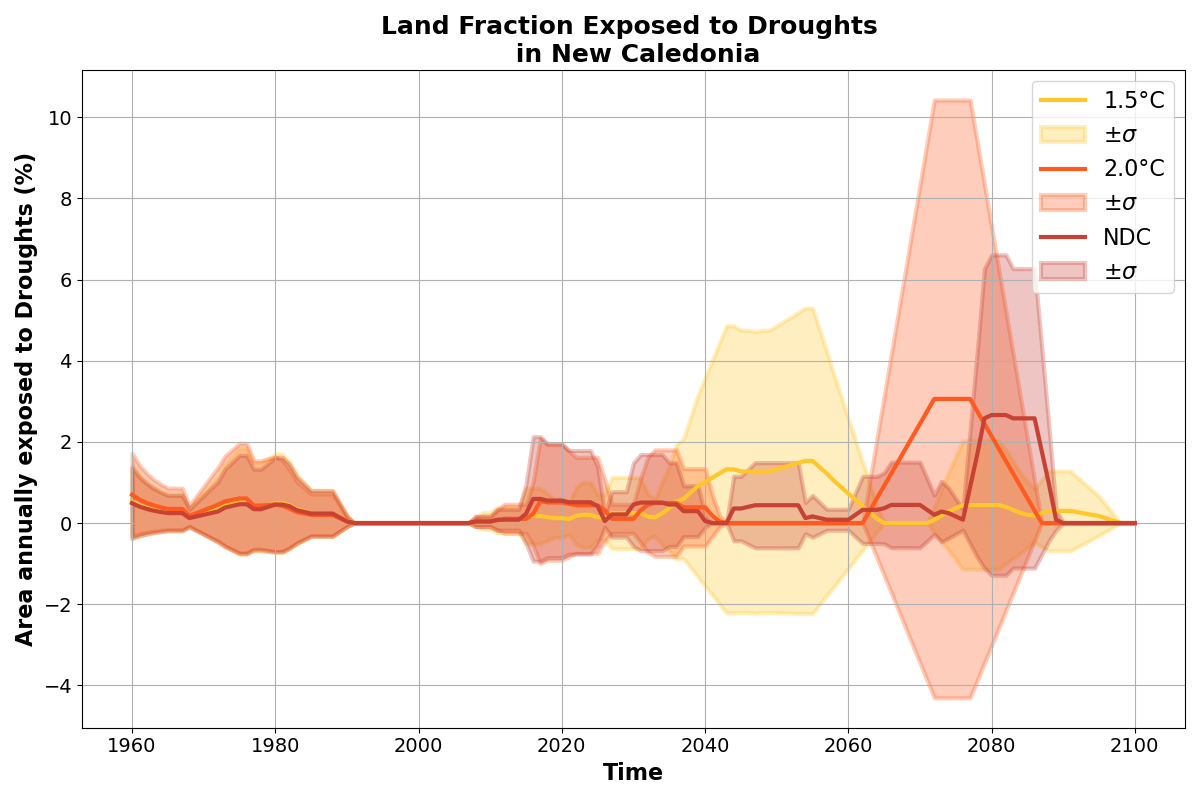 Land Fraction Exposed to Droughts
in New Caledonia
Area annually exposed to Droughts (%)
10
8
6
4
2
0
−2
−4
1960
1980
2000
2020
2040
2060
2080
2100
Time
1.5°C
±σ
2.0°C
±σ
NDC
±σ